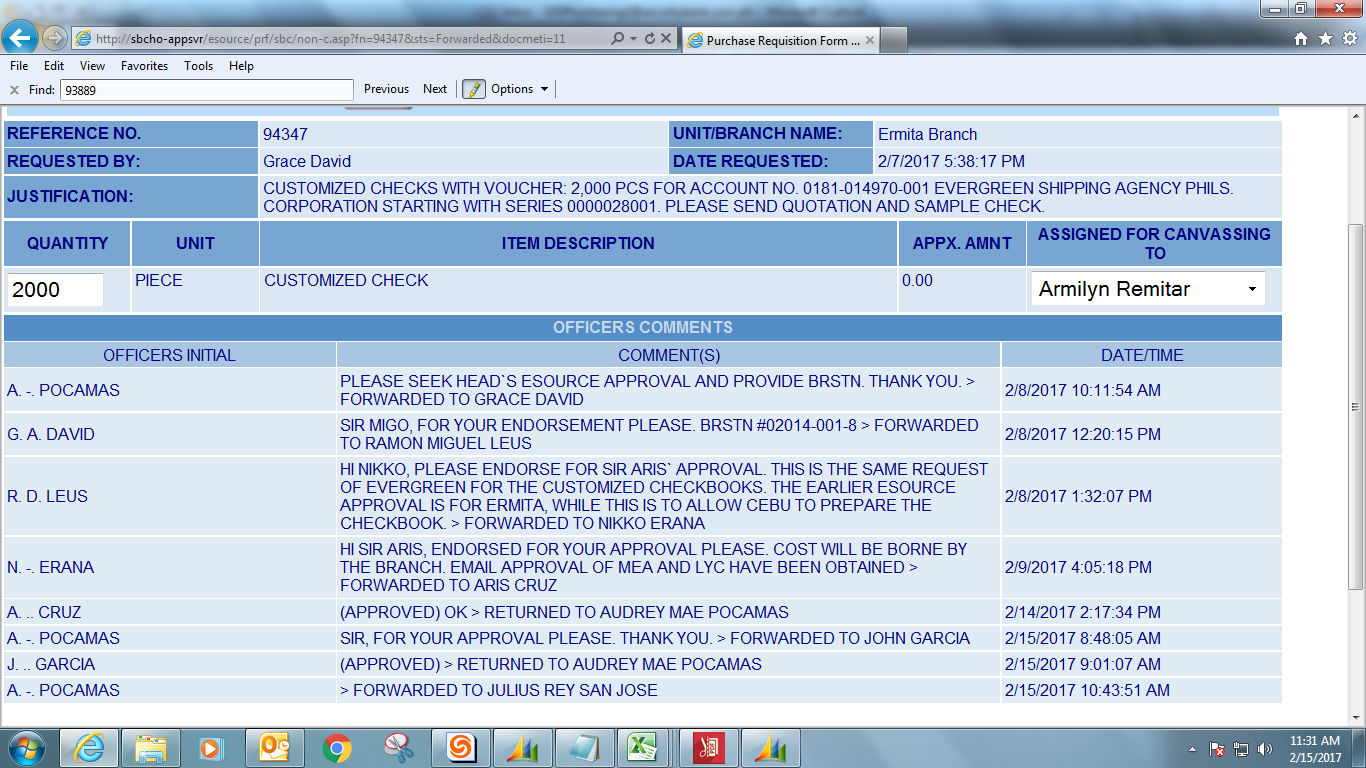 http://sbcho-appsvr/esource/prf/sbc/non-c.asp?fn=94347&sts=Forwarded&docmeti=11
Purchase Requisition Form ...
File Edit View Favorites Tools Help
Find: 93889 Previous Next Options
REFERENCE NO. 94347 UNIT/BRANCH NAME: Ermita Branch
REQUESTED BY: Grace David DATE REQUESTED: 2/7/2017 5:38:17 PM
JUSTIFICATION: CUSTOMIZED CHECKS WITH VOUCHER: 2,000 PCS FOR ACCOUNT NO. 0181-014970-001 EVERGREEN SHIPPING AGENCY PHILS.
CORPORATION STARTING WITH SERIES 0000028001. PLEASE SEND QUOTATION AND SAMPLE CHECK.
QUANTITY UNIT ITEM DESCRIPTION APPX. AMNT ASSIGNED FOR CANVASSING
TO
2000 PIECE CUSTOMIZED CHECK 0.00 Armilyn Remitar
OFFICERS COMMENTS
OFFICERS INITIAL COMMENT(S) DATE/TIME
A. -. POCAMAS PLEASE SEEK HEAD`S ESOURCE APPROVAL AND PROVIDE BRSTN. THANK YOU. > 2/8/2017 10:11:54 AM
FORWARDED TO GRACE DAVID
G. A. DAVID SIR MIGO, FOR YOUR ENDORSEMENT PLEASE. BRSTN #02014-001-8 > FORWARDED 2/8/2017 12:20:15 PM
TO RAMON MIGUEL LEUS
R. D. LEUS HI NIKKO, PLEASE ENDORSE FOR SIR ARIS` APPROVAL. THIS IS THE SAME REQUEST 2/8/2017 1:32:07 PM
OF EVERGREEN FOR THE CUSTOMIZED CHECKBOOKS. THE EARLIER ESOURCE
APPROVAL IS FOR ERMITA, WHILE THIS IS TO ALLOW CEBU TO PREPARE THE
CHECKBOOK. > FORWARDED TO NIKKO ERANA
N. -. ERANA HI SIR ARIS, ENDORSED FOR YOUR APPROVAL PLEASE. COST WILL BE BORNE BY 2/9/2017 4:05:18 PM
THE BRANCH. EMAIL APPROVAL OF MEA AND LYC HAVE BEEN OBTAINED >
FORWARDED TO ARIS CRUZ
A. .. CRUZ (APPROVED) OK > RETURNED TO AUDREY MAE POCAMAS 2/14/2017 2:17:34 PM
A. -. POCAMAS SIR, FOR YOUR APPROVAL PLEASE. THANK YOU. > FORWARDED TO JOHN GARCIA 2/15/2017 8:48:05 AM
J. .. GARCIA (APPROVED) > RETURNED TO AUDREY MAE POCAMAS 2/15/2017 9:01:07 AM
A. -. POCAMAS > FORWARDED TO JULIUS REY SAN JOSE 2/15/2017 10:43:51 AM
11:31 AM
2/15/2017